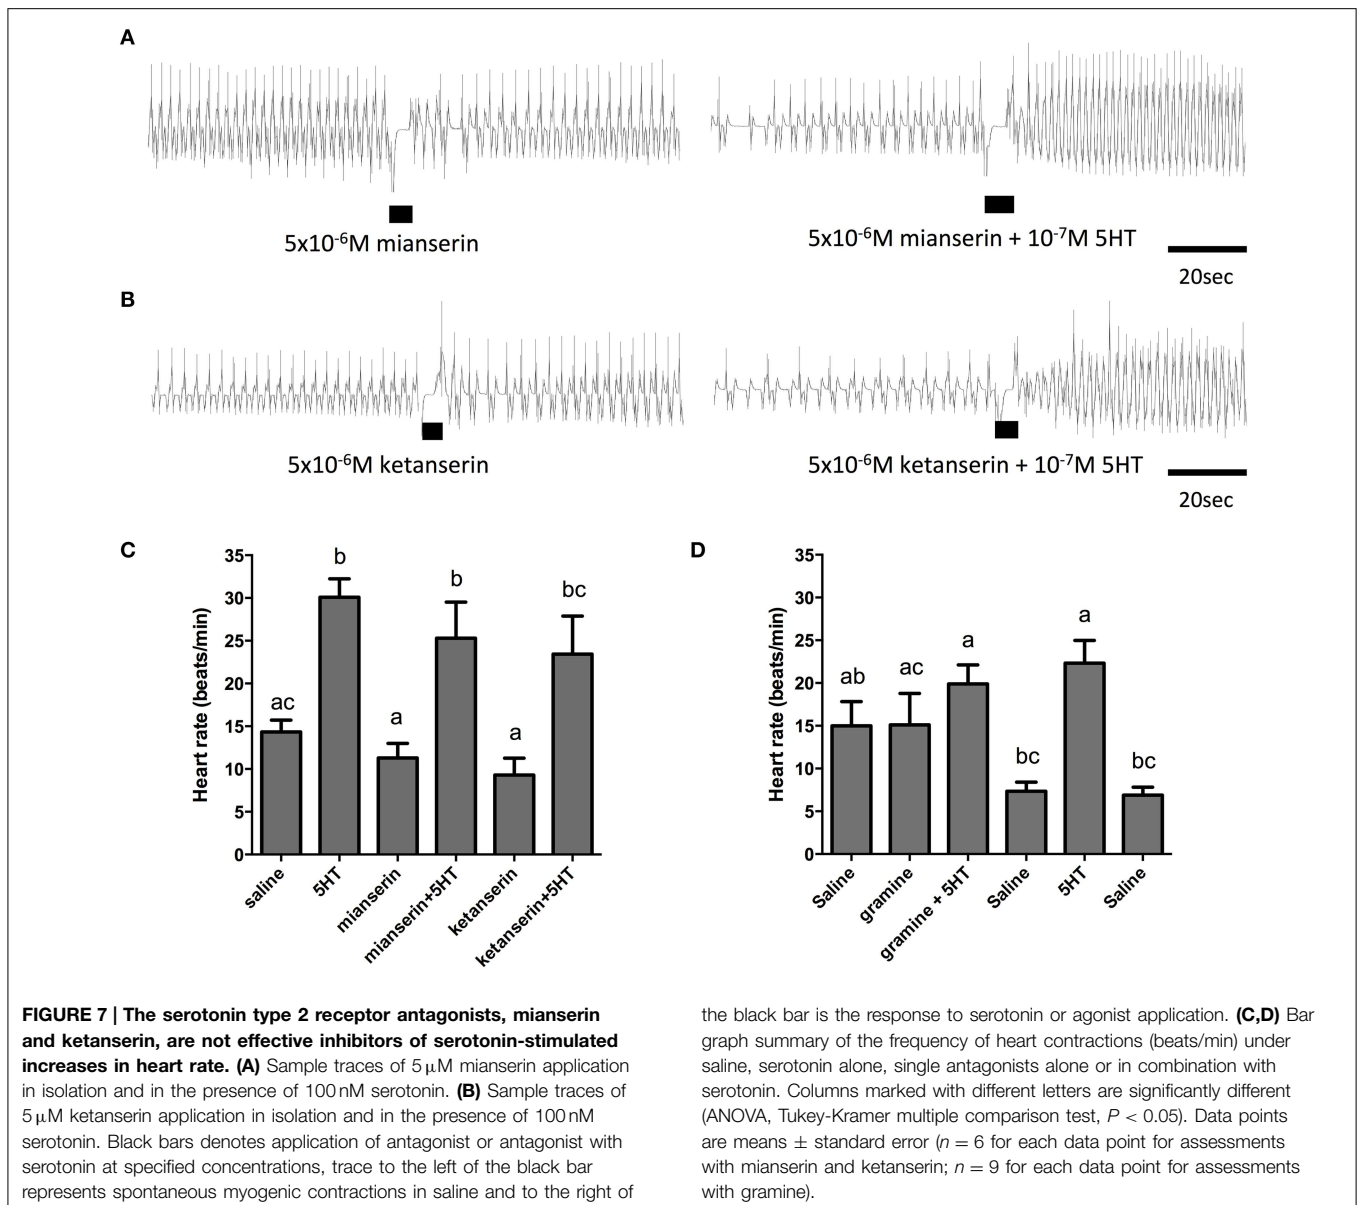 A
5x10⁻⁶M mianserin
5x10⁻⁶M mianserin + 10⁻⁷M 5HT
20sec
B
5x10⁻⁶M ketanserin
5x10⁻⁶M ketanserin + 10⁻⁷M 5HT
20sec
C
Heart rate (beats/min)
35
30
25
20
15
10
5
0
ac
b
a
b
a
bc
saline
5HT
mianserin
mianserin+5HT
ketanserin
ketanserin+5HT
D
Heart rate (beats/min)
35
30
25
20
15
10
5
0
ab
ac
a
bc
a
bc
Saline
gramine
gramine + 5HT
Saline
5HT
Saline
FIGURE 7 | The serotonin type 2 receptor antagonists, mianserin
and ketanserin, are not effective inhibitors of serotonin-stimulated
increases in heart rate. (A) Sample traces of 5 μM mianserin application
in isolation and in the presence of 100 nM serotonin. (B) Sample traces of
5 μM ketanserin application in isolation and in the presence of 100 nM
serotonin. Black bars denotes application of antagonist or antagonist with
serotonin at specified concentrations, trace to the left of the black bar
represents spontaneous myogenic contractions in saline and to the right of
the black bar is the response to serotonin or agonist application. (C,D) Bar
graph summary of the frequency of heart contractions (beats/min) under
saline, serotonin alone, single antagonists alone or in combination with
serotonin. Columns marked with different letters are significantly different
(ANOVA, Tukey-Kramer multiple comparison test, P < 0.05). Data points
are means ± standard error (n = 6 for each data point for assessments
with mianserin and ketanserin; n = 9 for each data point for assessments
with gramine).